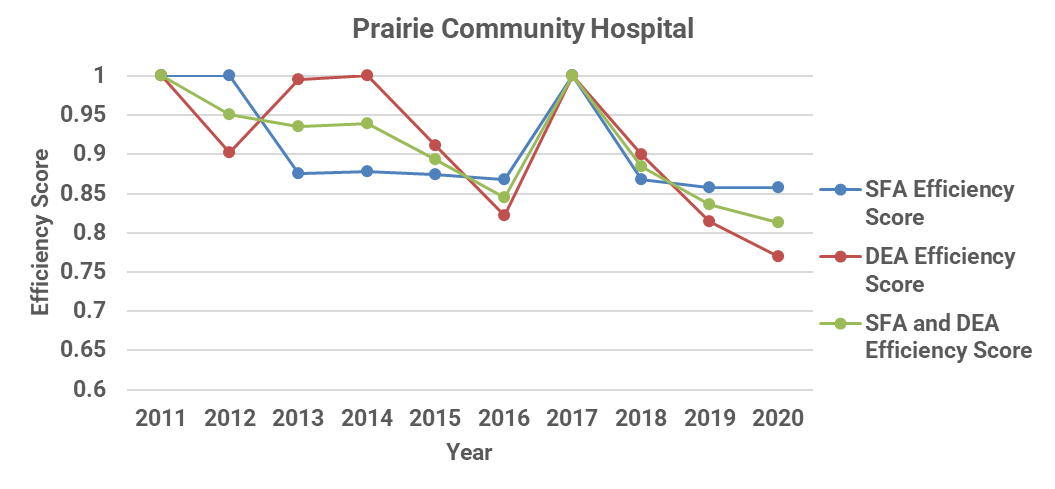 Prairie Community Hospital
1
0.95
0.9
0.85
0.8
0.75
0.7
0.65
0.6
Efficiency Score
2011 2012 2013 2014 2015 2016 2017 2018 2019 2020
Year
SFA Efficiency
Score
DEA Efficiency
Score
SFA and DEA
Efficiency Score